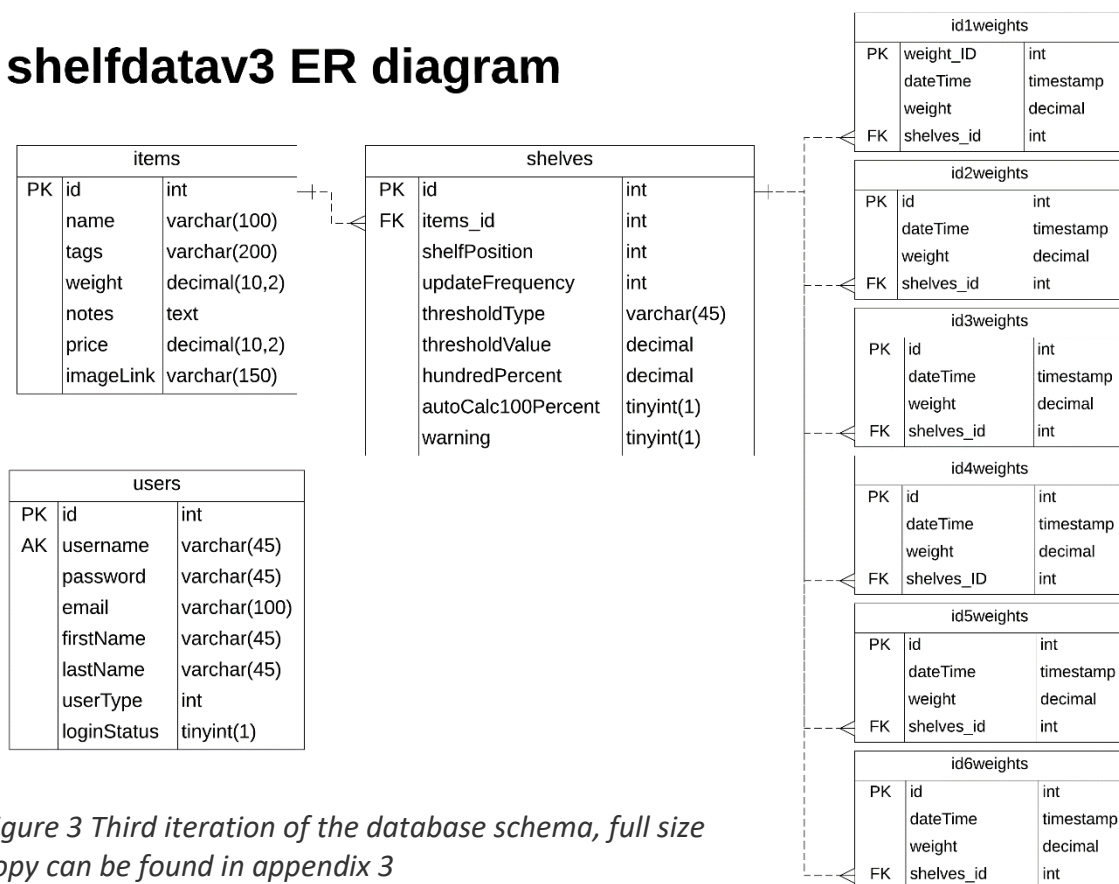 shelfdatav3 ER diagram
items
PK id int
name varchar(100)
tags varchar(200)
weight decimal(10,2)
notes text
price decimal(10,2)
imageLink varchar(150)
shelves
PK id int
FK items_id int
shelfPosition int
updateFrequency int
thresholdType varchar(45)
thresholdValue decimal
hundredPercent decimal
autoCalc100Percent tinyint(1)
warning tinyint(1)
users
PK id int
AK username varchar(45)
password varchar(45)
email varchar(100)
firstName varchar(45)
lastName varchar(45)
userType int
loginStatus tinyint(1)
id1weights
PK weight_ID int
dateTime timestamp
weight decimal
FK shelves_id int
id2weights
PK id int
dateTime timestamp
weight decimal
FK shelves_id int
id3weights
PK id int
dateTime timestamp
weight decimal
FK shelves_id int
id4weights
PK id int
dateTime timestamp
weight decimal
FK shelves_ID int
id5weights
PK id int
dateTime timestamp
weight decimal
FK shelves_id int
id6weights
PK id int
dateTime timestamp
weight decimal
FK shelves_id int
igure 3 Third iteration of the database schema, full size
opy can be found in appendix 3